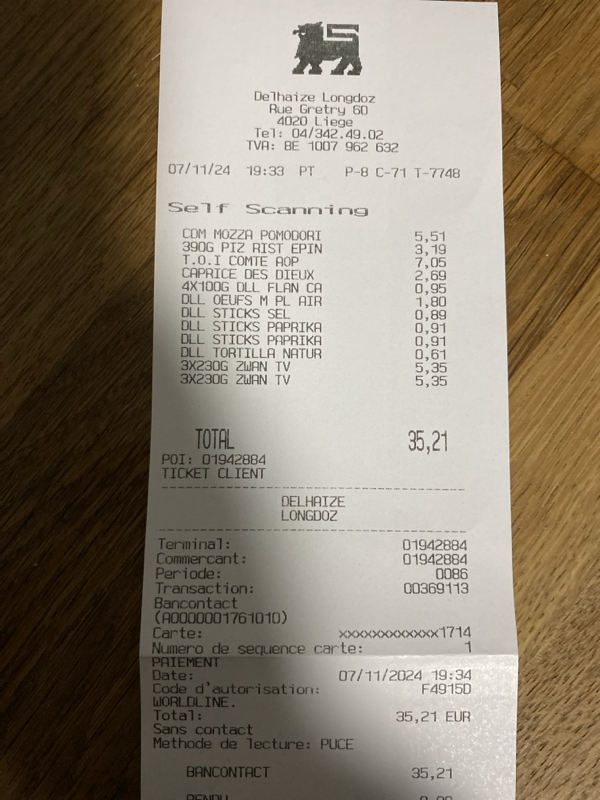 Delhaize Longdoz
Rue Gretry 60
4020 Liege
Tel: 04/342.49.02
TVA: BE 1007 962 632
07/11/24 19:33 PT P-8 C-71 T-7748
Self Scanning
COM MOZZA POMODORI 5,51
390G PIZ RIST EPIN 3,19
T.O.I COMTE AOP 7,05
CAPRICE DES DIEUX 2,69
4X100G DLL FLAN CA 0,95
DLL OEUFS M PL AIR 1,80
DLL STICKS SEL 0,89
DLL STICKS PAPRIKA 0,91
DLL STICKS PAPRIKA 0,91
DLL TORTILLA NATUR 0,61
3X230G ZWAN TV 5,35
3X230G ZWAN TV 5,35
TOTAL 35,21
POI: 01942884
TICKET CLIENT
DELHAIZE
LONGDOZ
Terminal: 01942884
Commercant: 01942884
Periode: 0086
Transaction: 00369113
Bancontact
(A0000001761010)
Carte: xxxxxxxxxxxx1714
Numero de sequence carte: 1
PAIEMENT
Date: 07/11/2024 19:34
Code d'autorisation: F4915D
WORLDLINE.
Total: 35,21 EUR
Sans contact
Methode de lecture: PUCE
BANCONTACT 35,21
RENDU 0,00